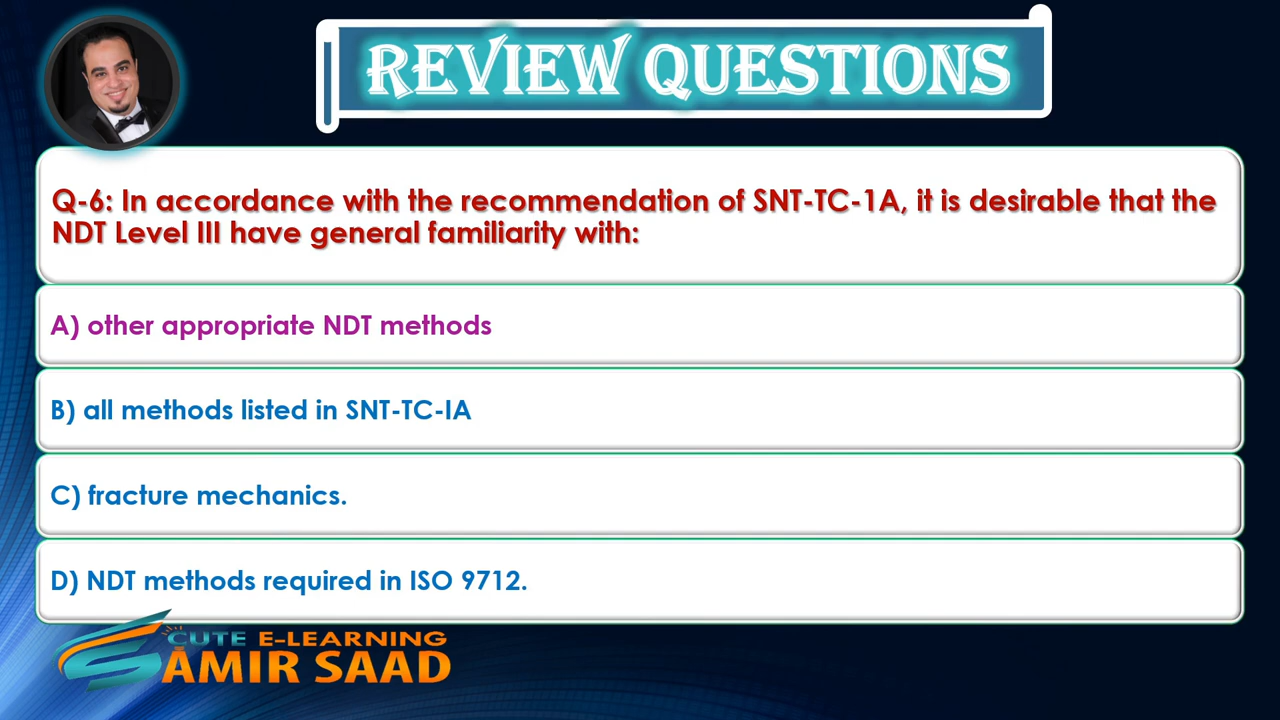 REVIEW QUESTIONS
Q-6: In accordance with the recommendation of SNT-TC-1A, it is desirable that the
NDT Level III have general familiarity with:
A) other appropriate NDT methods
B) all methods listed in SNT-TC-IA
C) fracture mechanics.
D) NDT methods required in ISO 9712.
CUTE E-LEARNING
AMIR SAAD